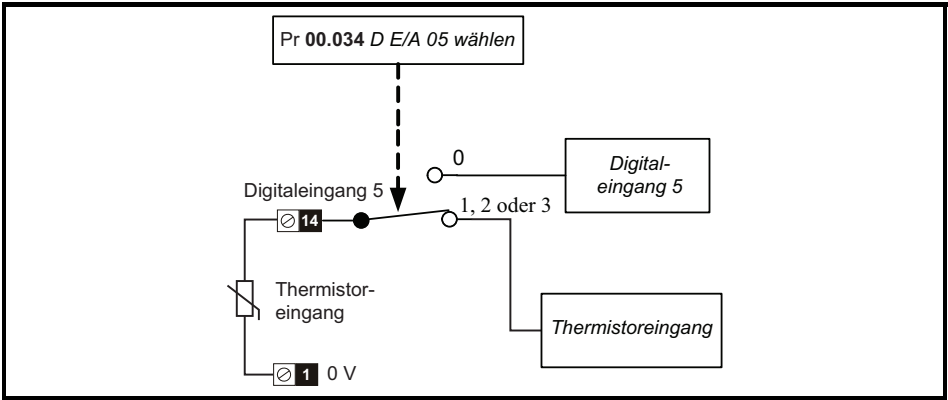 Pr 00.034 D E/A 05 wählen
0
Digital-
eingang 5
Digitaleingang 5
1, 2 oder 3
14
Thermistor-
eingang
Thermistoreingang
1 0 V